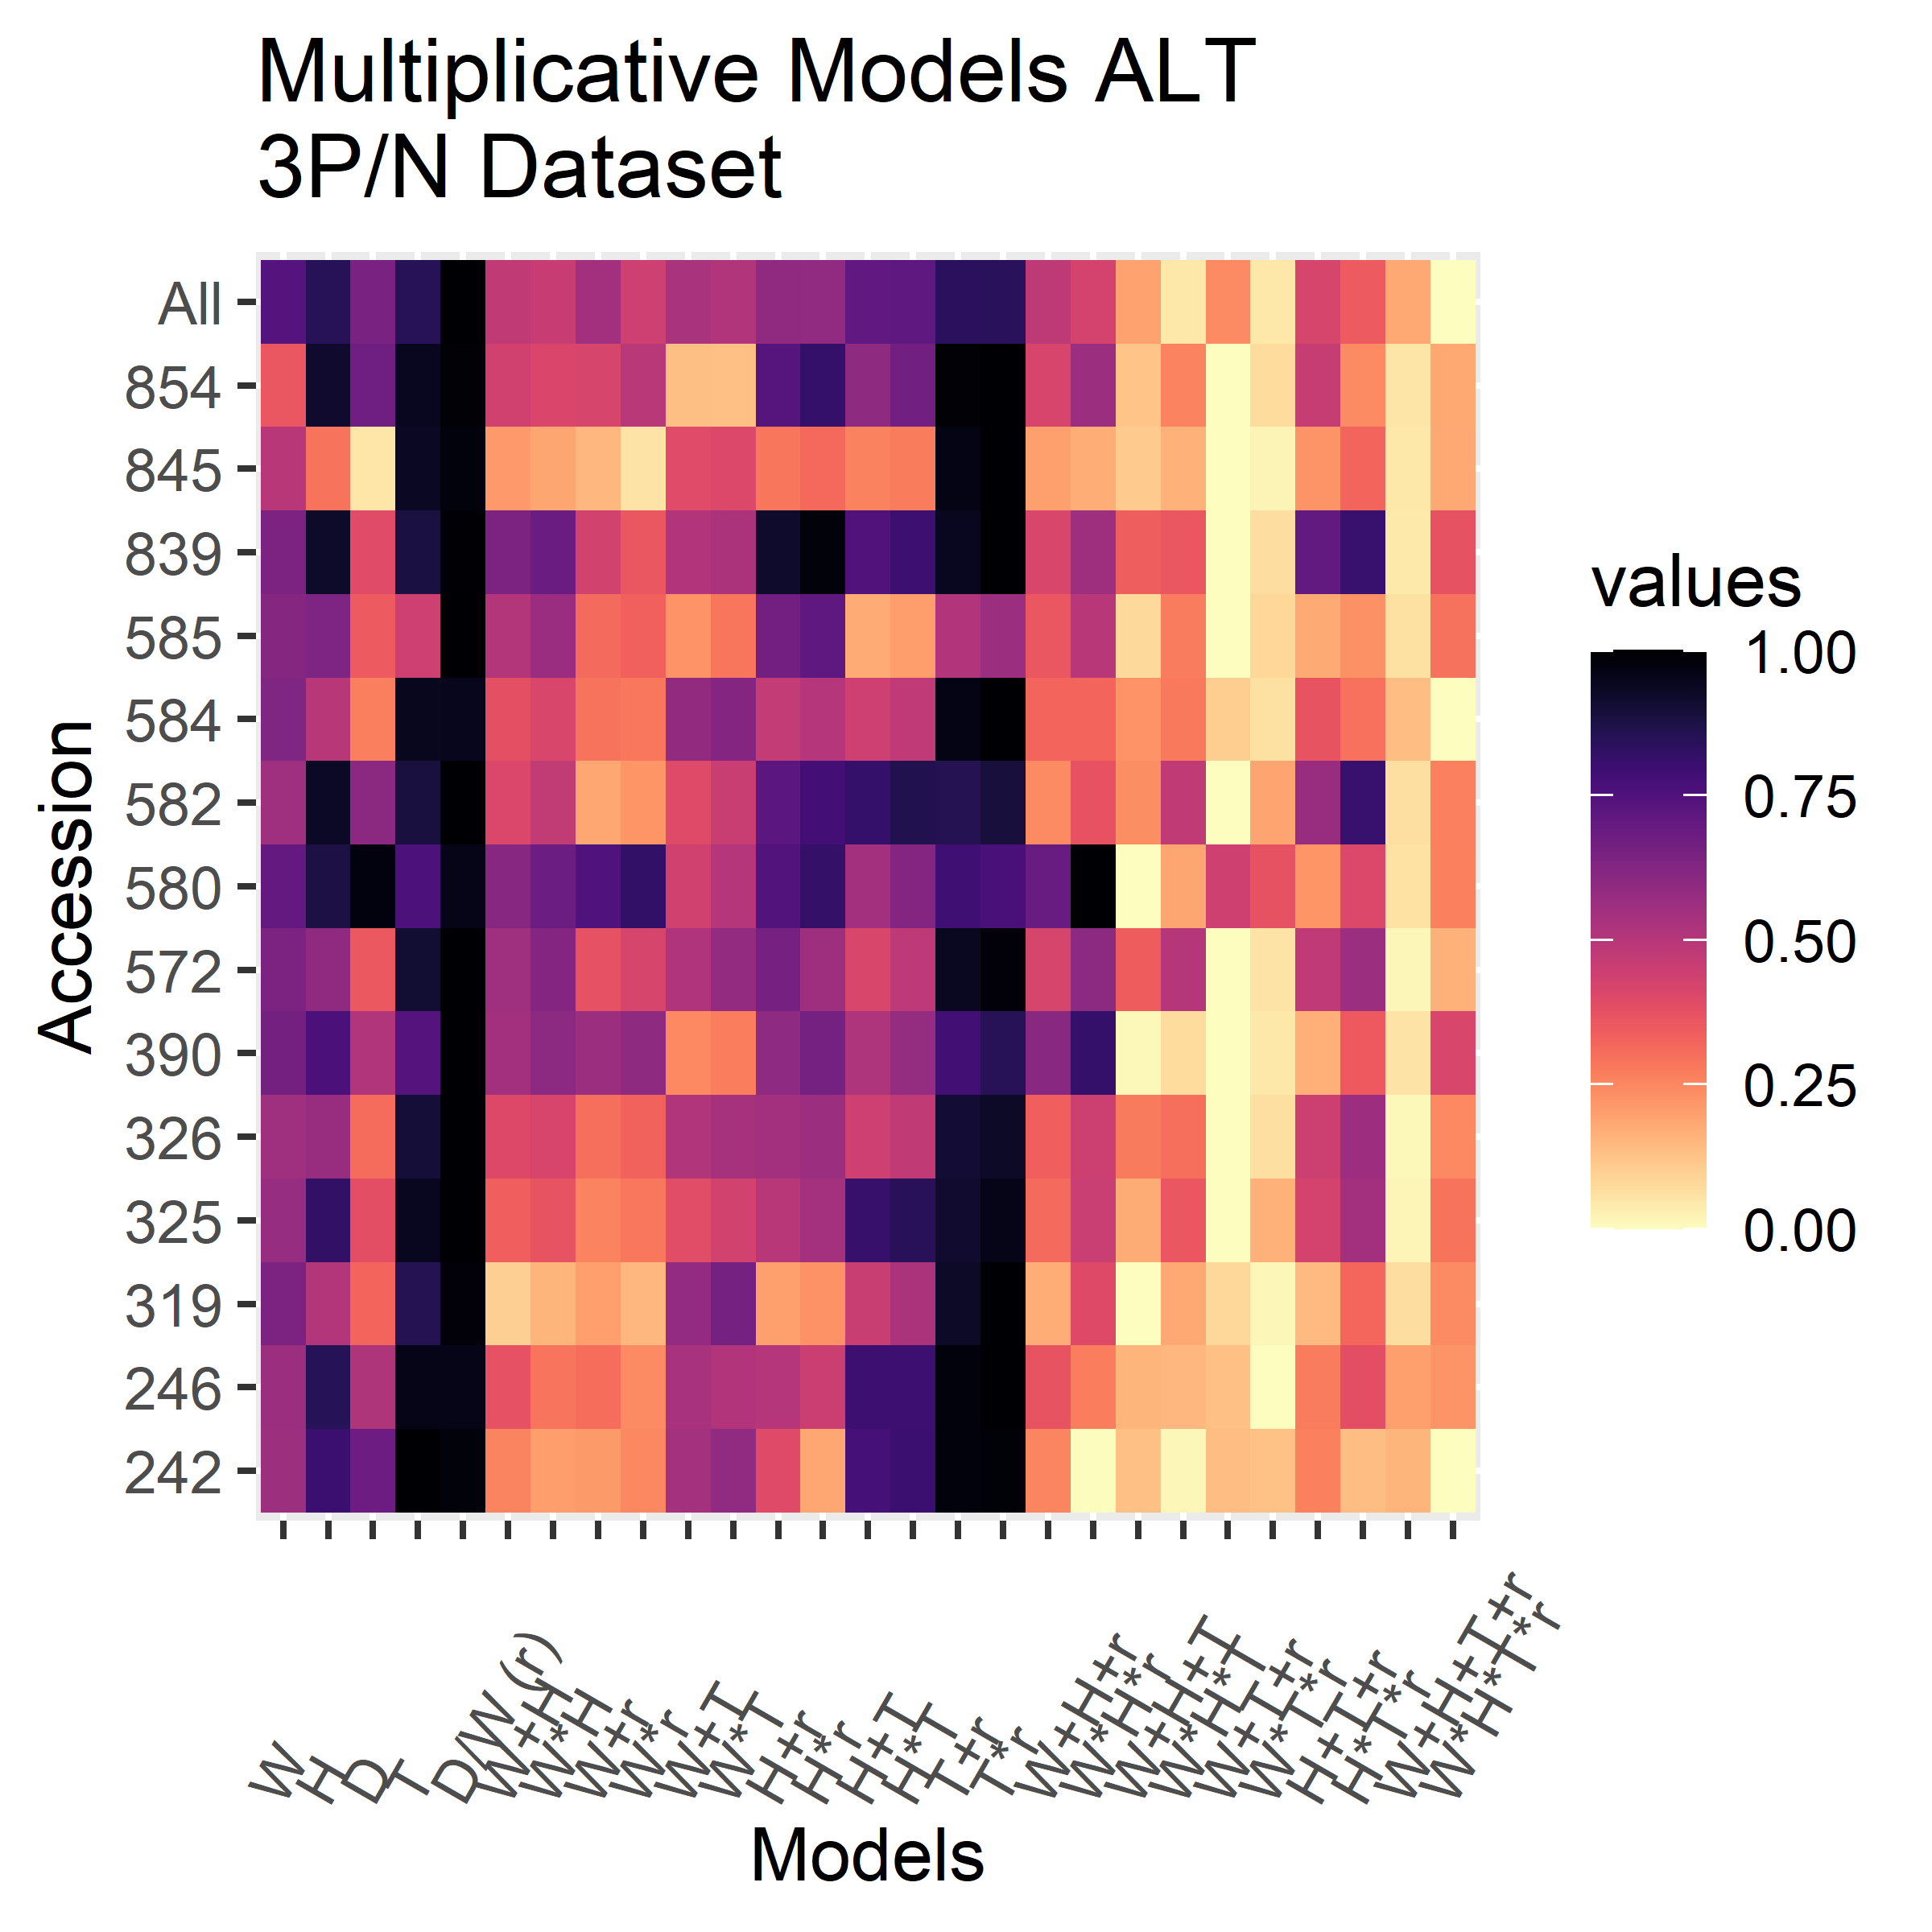 Multiplicative Models ALT
3P/N Dataset
Accession
All
854
845
839
585
584
582
580
572
390
326
325
319
246
242
W
H
D
T
D/W (r)
W+H
W*H
W+r
W*r
W+T
W*T
H+r
H*r
H+T
H*T
T+r
T*r
W+H+r
W*H*r
W+H+T
W*H*T
W+T+r
W*T*r
H+T+r
H*T*r
W+H+T+r
W*H*T*r
Models
values
1.00
0.75
0.50
0.25
0.00